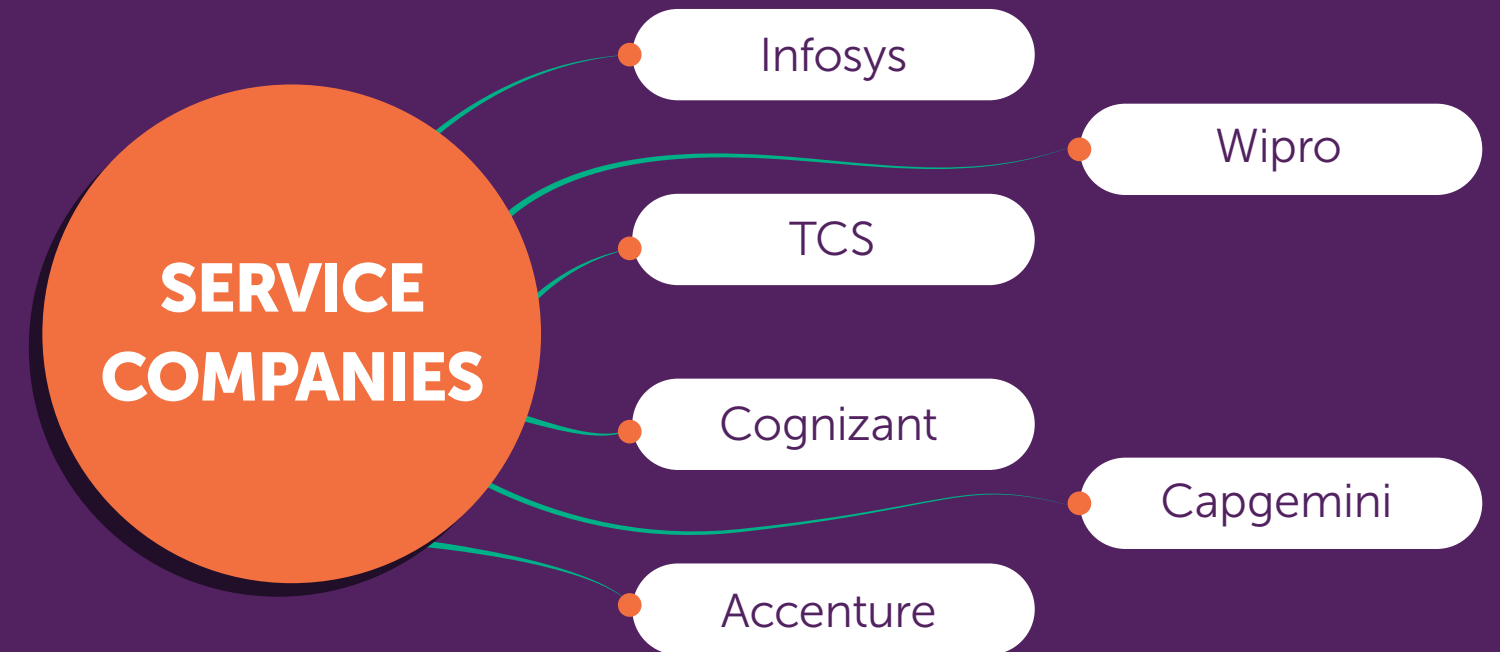 SERVICE
COMPANIES
Infosys
Wipro
TCS
Cognizant
Capgemini
Accenture